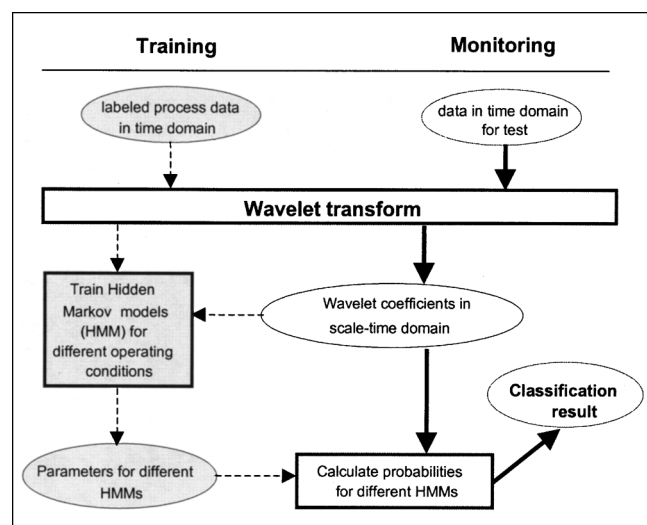 Training
Monitoring
labeled process data
in time domain
data in time domain
for test
Wavelet transform
Train Hidden
Markov models
(HMM) for
different operating
conditions
Wavelet coefficients in
scale-time domain
Classification
result
Parameters for different
HMMs
Calculate probabilities
for different HMMs